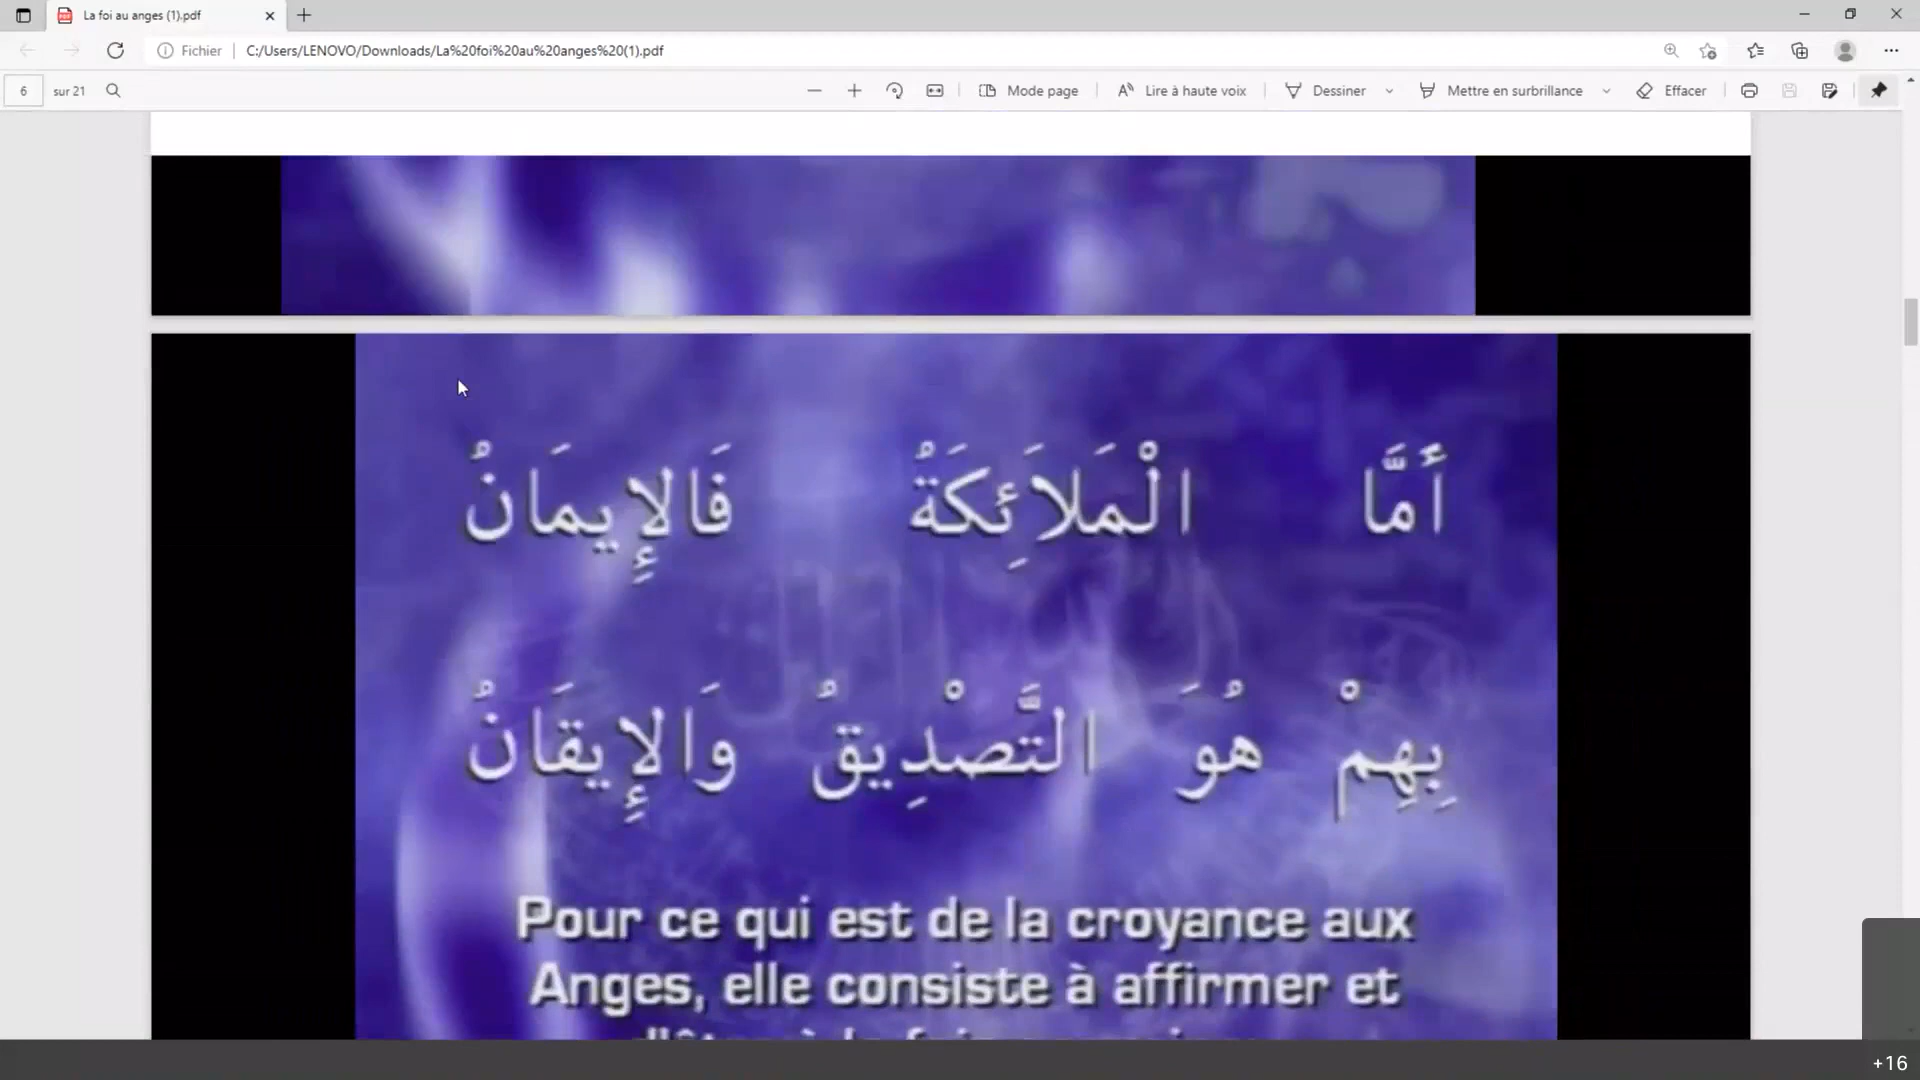 La foi au anges (1).pdf
Fichier
C:/Users/LENOVO/Downloads/La%20foi%20au%20anges%20(1).pdf
6 sur 21
Mode page
Lire à haute voix
Dessiner
Mettre en surbrillance
Effacer
أَمَّا الْمَلاَئِكَةُ فَالإِيمَانُ
بِهِمْ هُوَ التَّصْدِيقُ وَالإِيقَانُ
Pour ce qui est de la croyance aux
Anges, elle consiste à affirmer et
+16